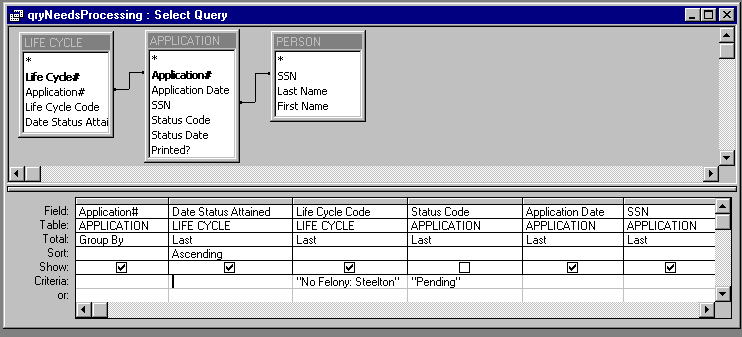 qryNeedsProcessing : Select Query
LIFE CYCLE
*
Life Cycle#
Application#
Life Cycle Code
Date Status Attai
APPLICATION
*
Application#
Application Date
SSN
Status Code
Status Date
Printed?
PERSON
*
SSN
Last Name
First Name
Field: Application# Date Status Attained Life Cycle Code Status Code Application Date SSN
Table: APPLICATION LIFE CYCLE LIFE CYCLE APPLICATION APPLICATION APPLICATION
Total: Group By Last Last Last Last Last
Sort: Ascending
Show:
Criteria: "No Felony: Steelton" "Pending"
or: